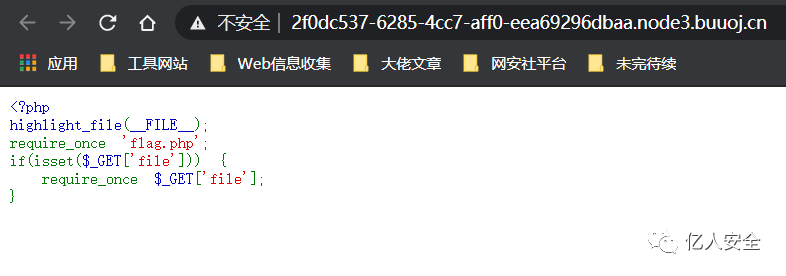 不安全 | 2f0dc537-6285-4cc7-aff0-eea69296dbaa.node3.buuoj.cn
应用 工具网站 Web信息收集 大佬文章 网安社平台 未完待续
<?php
highlight_file(__FILE__);
require_once 'flag.php';
if(isset($_GET['file'])) {
    require_once $_GET['file'];
}
亿人安全